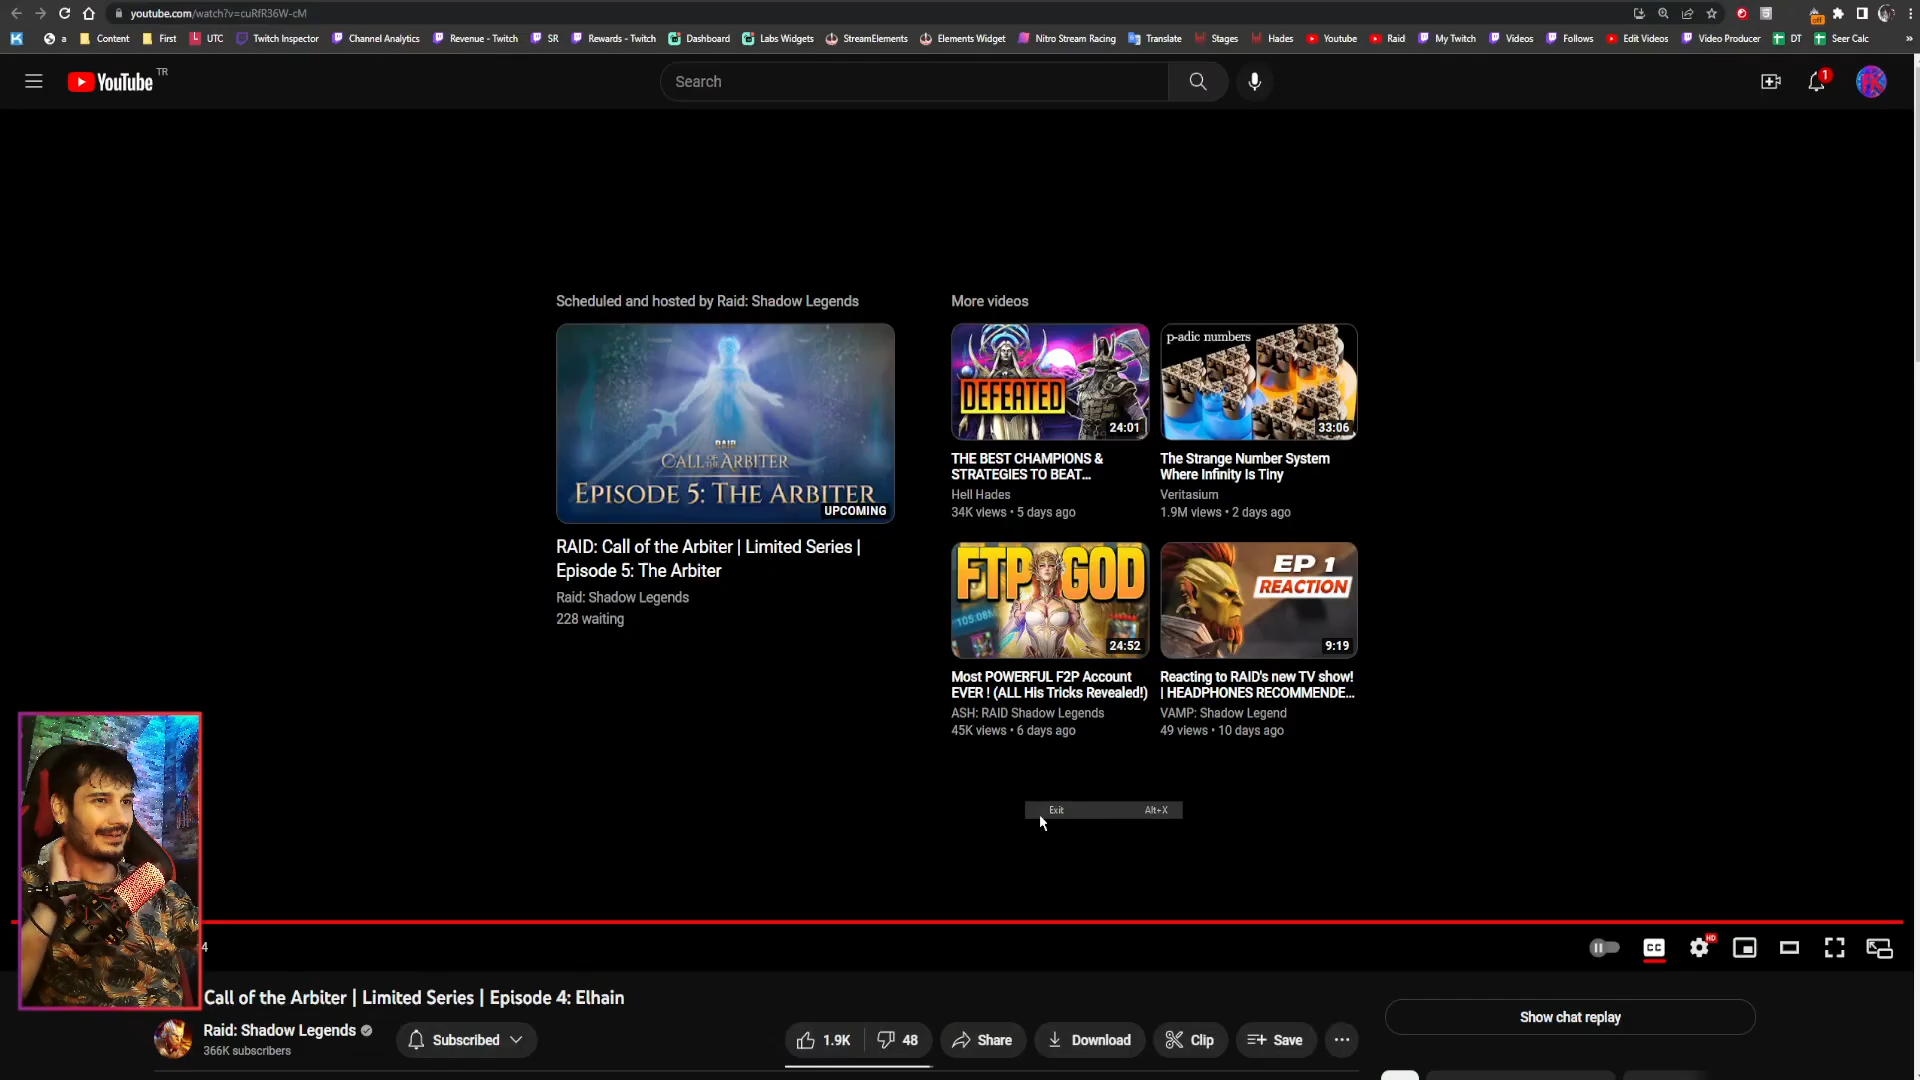 youtube.com/watch?v=cuRfR36W-cM
a Content First UTC Twitch Inspector Channel Analytics Revenue - Twitch SR Rewards - Twitch Dashboard Labs Widgets StreamElements Elements Widget Nitro Stream Racing Translate Stages Hades Youtube Raid My Twitch Videos Follows Edit Videos Video Producer DT Seer Calc »
YouTube TR
Search
1
Scheduled and hosted by Raid: Shadow Legends
RAID
CALL OF THE ARBITER
EPISODE 5: THE ARBITER
UPCOMING
RAID: Call of the Arbiter | Limited Series |
Episode 5: The Arbiter
Raid: Shadow Legends
228 waiting
More videos
DEFEATED
24:01
THE BEST CHAMPIONS &
STRATEGIES TO BEAT...
Hell Hades
34K views • 5 days ago
p-adic numbers
33:06
The Strange Number System
Where Infinity Is Tiny
Veritasium
1.9M views • 2 days ago
FTP GOD
105.08M
24:52
Most POWERFUL F2P Account
EVER ! (ALL His Tricks Revealed!)
ASH: RAID Shadow Legends
45K views • 6 days ago
EP 1
REACTION
9:19
Reacting to RAID's new TV show!
| HEADPHONES RECOMMENDE...
VAMP: Shadow Legend
49 views • 10 days ago
Exit Alt+X
4
CC HD
Call of the Arbiter | Limited Series | Episode 4: Elhain
Raid: Shadow Legends
366K subscribers
Subscribed
1.9K 48 Share Download Clip Save
Show chat replay